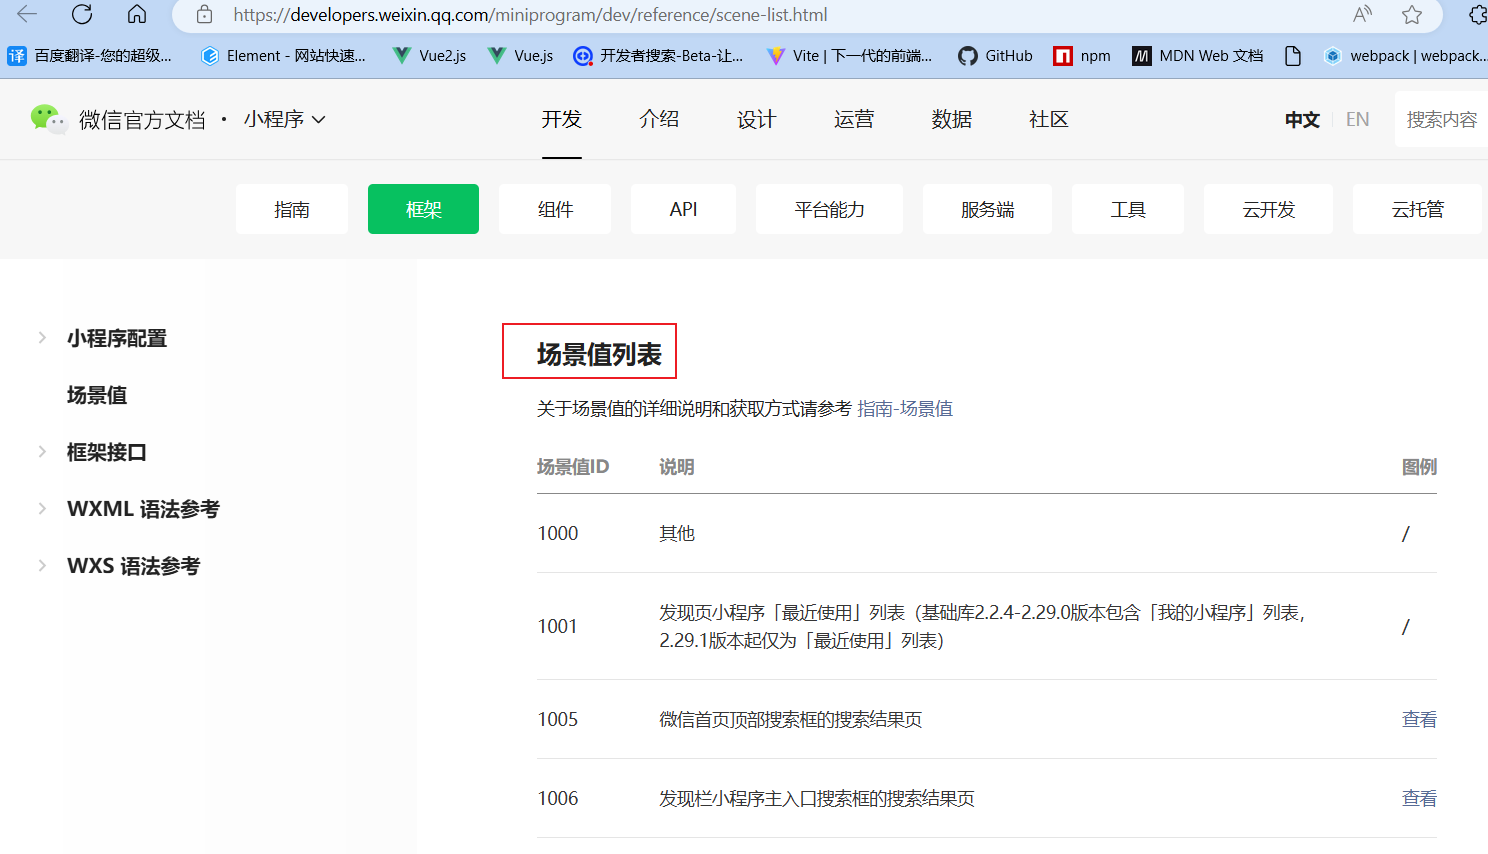 https://developers.weixin.qq.com/miniprogram/dev/reference/scene-list.html
译 百度翻译-您的超级... Element - 网站快速... Vue2.js Vue.js 开发者搜索-Beta-让... Vite | 下一代的前端... GitHub npm MDN Web 文档 webpack | webpack...
微信官方文档 · 小程序 开发 介绍 设计 运营 数据 社区 中文 EN 搜索内容
指南 框架 组件 API 平台能力 服务端 工具 云开发 云托管
小程序配置
场景值
框架接口
WXML 语法参考
WXS 语法参考
场景值列表
关于场景值的详细说明和获取方式请参考 指南-场景值
场景值ID 说明 图例
1000 其他 /
1001 发现页小程序「最近使用」列表（基础库2.2.4-2.29.0版本包含「我的小程序」列表，
2.29.1版本起仅为「最近使用」列表） /
1005 微信首页顶部搜索框的搜索结果页 查看
1006 发现栏小程序主入口搜索框的搜索结果页 查看